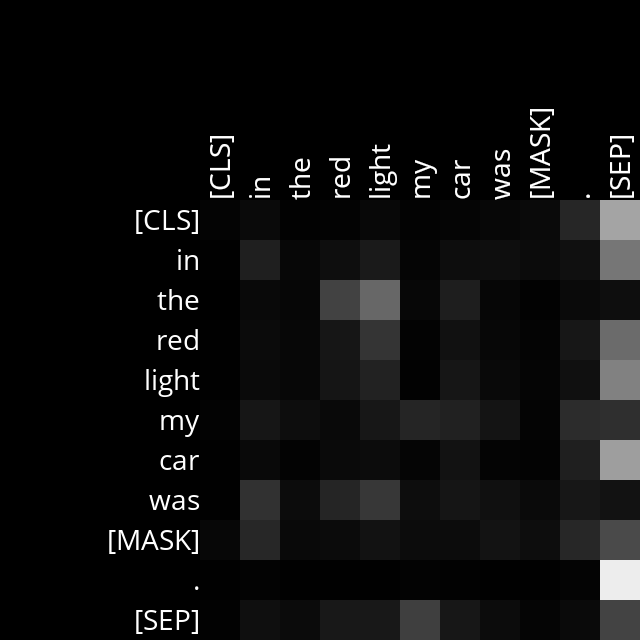 [CLS] in the red light my car was [MASK] . [SEP]
[CLS]
in
the
red
light
my
car
was
[MASK]
.
[SEP]